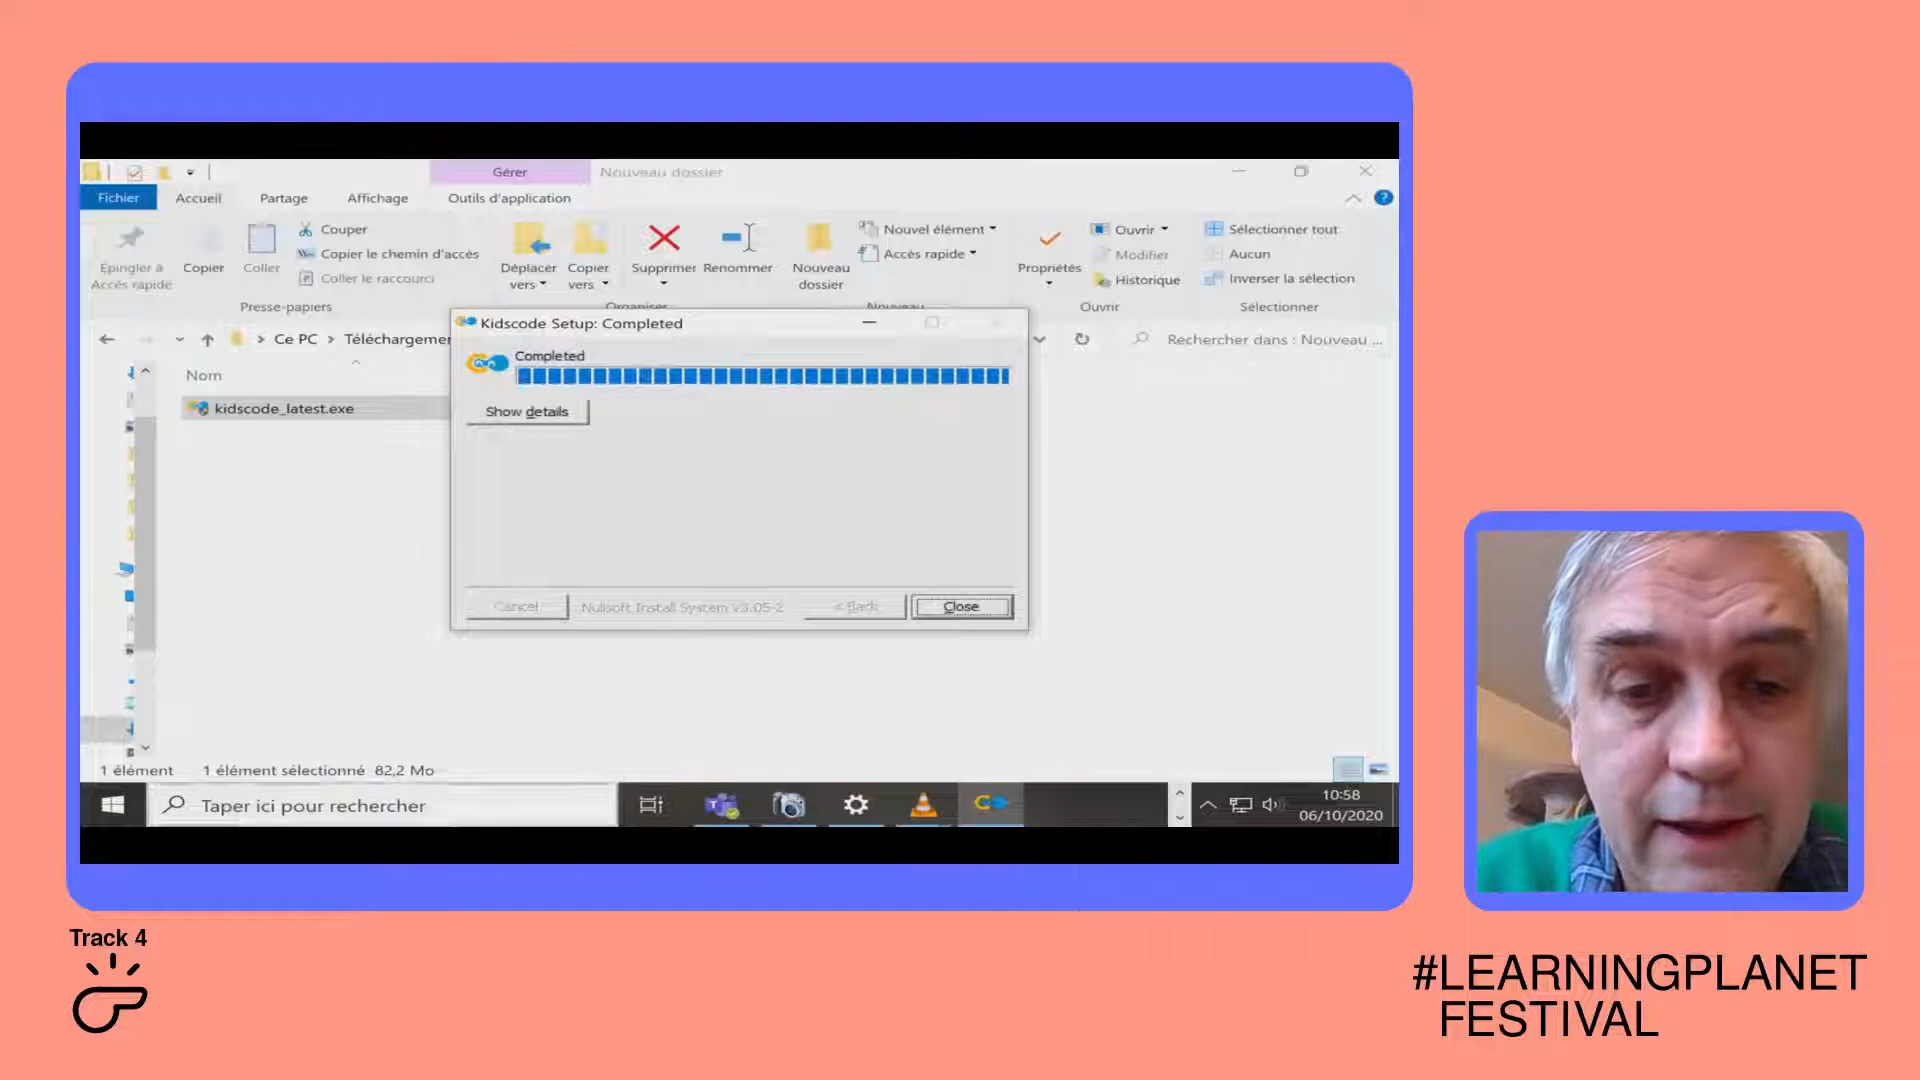 Gérer
Nouveau dossier
Fichier
Accueil
Partage
Affichage
Outils d'application
Épingler à
Accès rapide
Copier
Coller
Couper
Copier le chemin d'accès
Coller le raccourci
Presse-papiers
Déplacer
vers
Copier
vers
Supprimer
Renommer
Organiser
Nouveau
dossier
Nouvel élément
Accès rapide
Nouveau
Propriétés
Ouvrir
Modifier
Historique
Ouvrir
Sélectionner tout
Aucun
Inverser la sélection
Sélectionner
Ce PC
Téléchargemer
Rechercher dans : Nouveau ...
Nom
kidscode_latest.exe
Kidscode Setup: Completed
Completed
Show details
Cancel
Nullsoft Install System v3.05-2
< Back
Close
1 élément
1 élément sélectionné 82,2 Mo
Taper ici pour rechercher
10:58
06/10/2020
Track 4
#LEARNINGPLANET
FESTIVAL